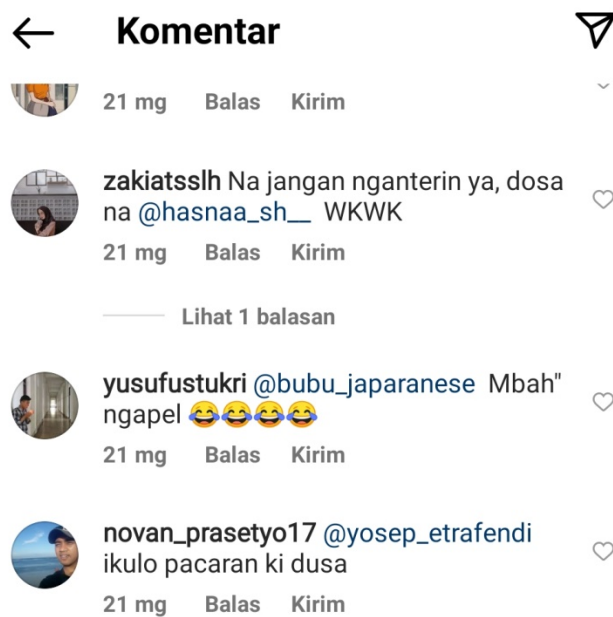 Komentar
21 mg Balas Kirim
zakiatsslh Na jangan nganterin ya, dosa
na @hasnaa_sh__ WKWK
21 mg Balas Kirim
Lihat 1 balasan
yusufustukri @bubu_japaranese Mbah"
ngapel 😂😂😂😂
21 mg Balas Kirim
novan_prasetyo17 @yosep_etrafendi
ikulo pacaran ki dusa
21 mg Balas Kirim